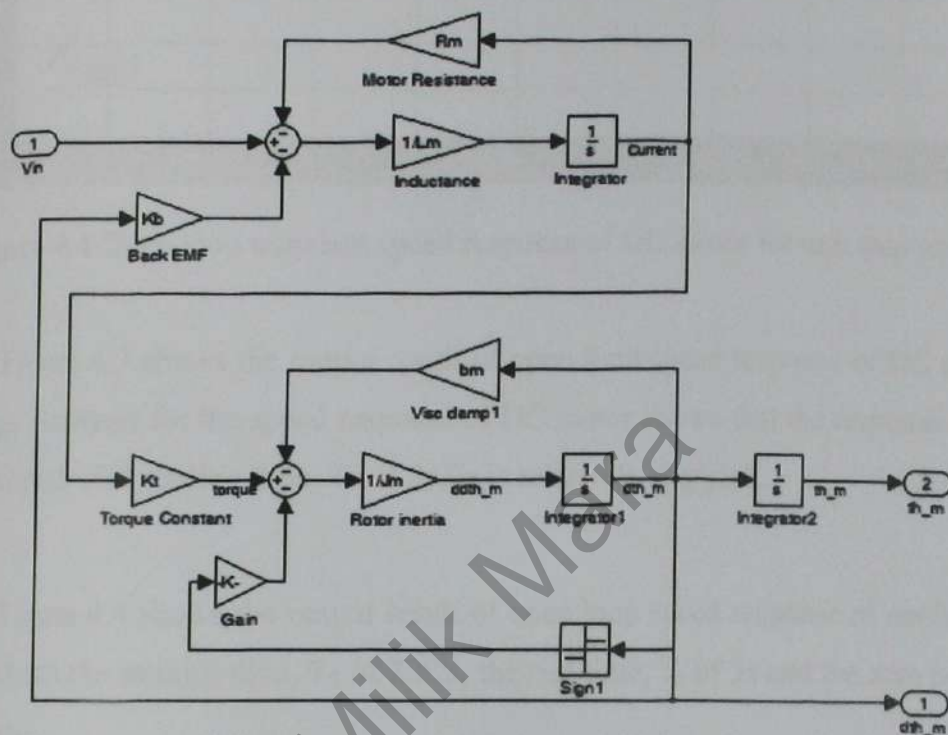 Rm
Motor Resistance
1
Vin
1/Lm
Inductance
1
s
Integrator
Current
Kb
Back EMF
bm
Visc damp1
Kt
Torque Constant
torque
1/Jm
Rotor inertia
ddth_m
1
s
Integrator1
dth_m
1
s
Integrator2
th_m
2
th_m
-K-
Gain
Sign1
1
dth_m
Milik Mara